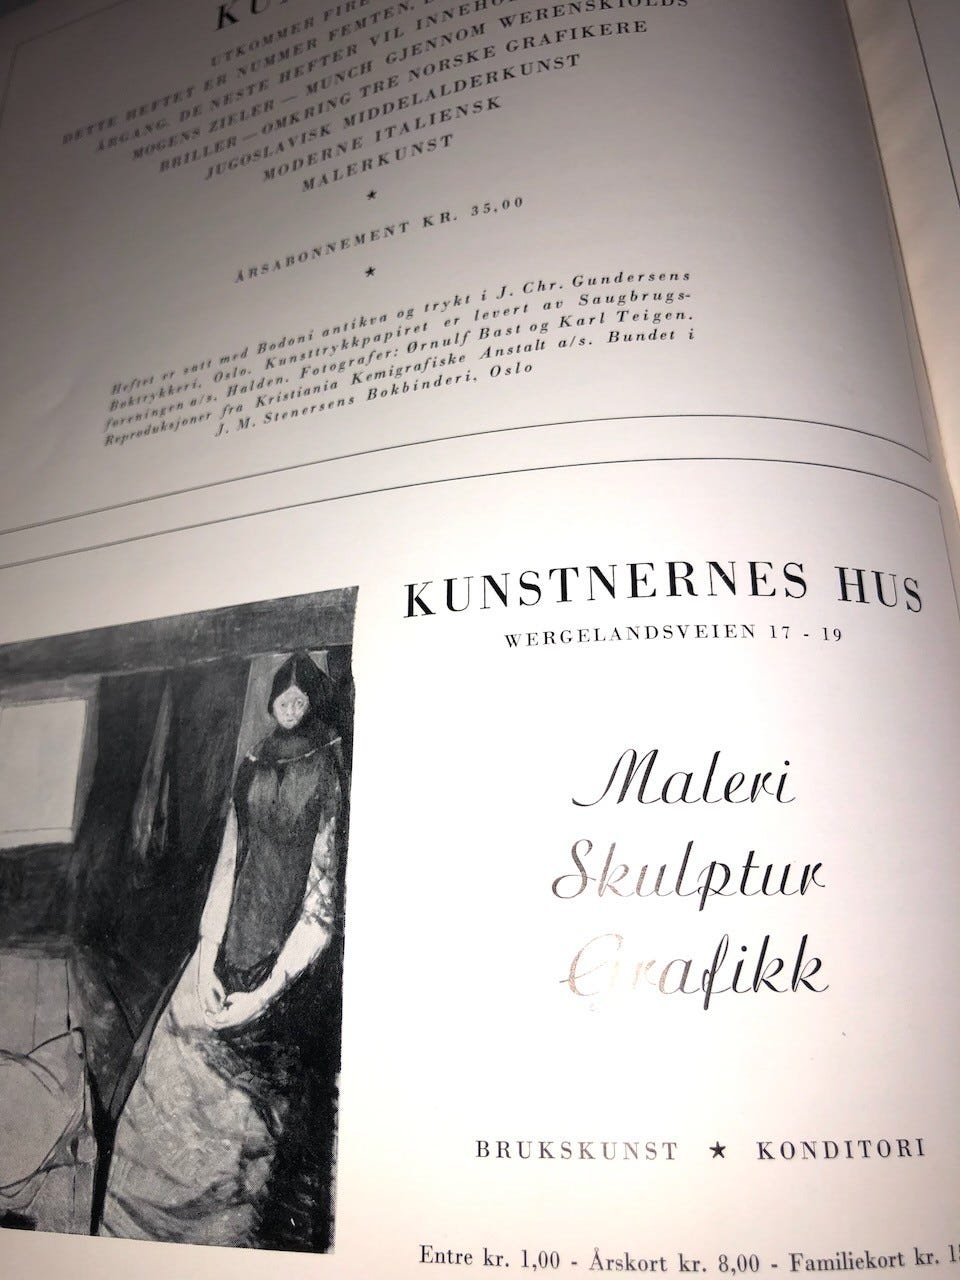 KU
UTKOMMER FIRE
DETTE HEFTET ER NUMMER FEMTEN,
ÅRGANG. DE NESTE HEFTER VIL INNEHO
MOGENS ZIELER — MUNCH GJENNOM WERENSKIOLDS
BRILLER — OMKRING TRE NORSKE GRAFIKERE
JUGOSLAVISK MIDDELALDERKUNST
MODERNE ITALIENSK
MALERKUNST
★
ÅRSABONNEMENT KR. 35,00
★
Heftet er satt med Bodoni antikva og trykt i J. Chr. Gundersens
Boktrykkeri, Oslo. Kunsttrykkpapiret er levert av Saugbrugs-
foreningen a/s, Halden. Fotografer: Ørnulf Bast og Karl Teigen.
Reproduksjoner fra Kristiania Kemigrafiske Anstalt a/s. Bundet i
J. M. Stenersens Bokbinderi, Oslo
KUNSTNERNES HUS
WERGELANDSVEIEN 17 - 19
Maleri
Skulptur
Grafikk
BRUKSKUNST ★ KONDITORI
Entre kr. 1,00 - Årskort kr. 8,00 - Familiekort kr.